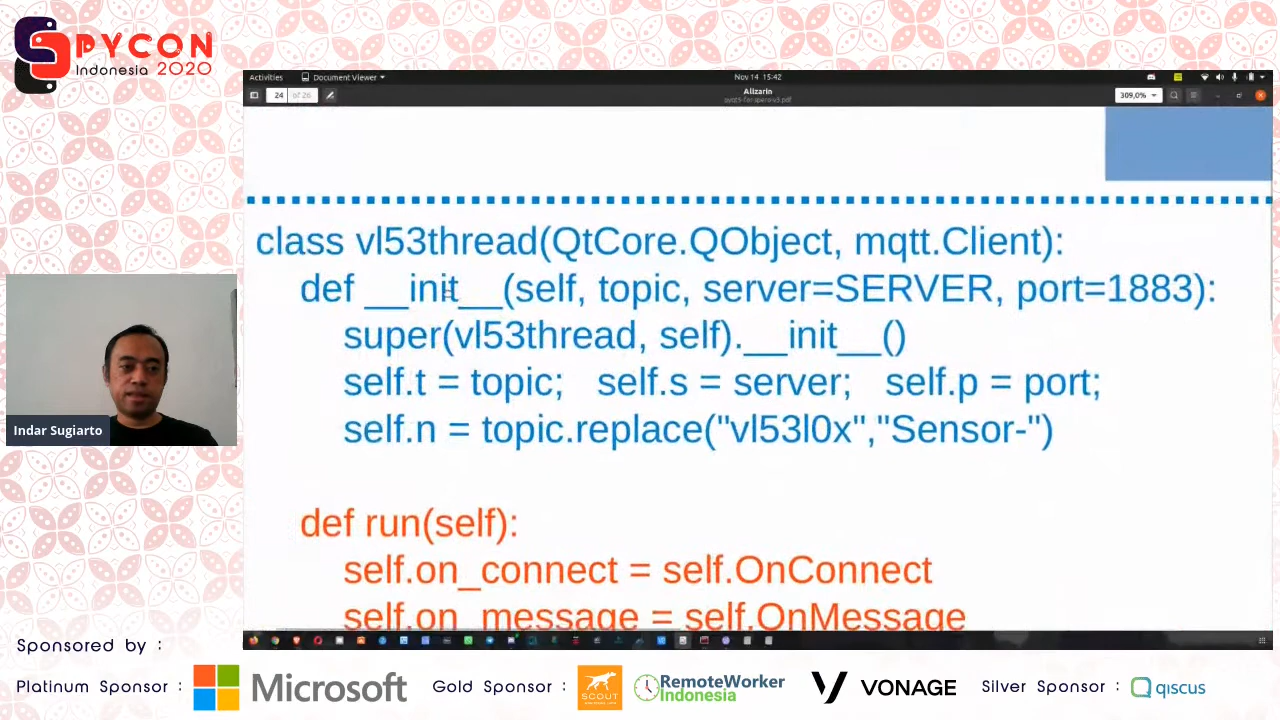 PYCON
Indonesia 2020
Activities Document Viewer Nov 14 15:42
24 of 26
Alizarin
309,0%
class vl53thread(QtCore.QObject, mqtt.Client):
def __init__(self, topic, server=SERVER, port=1883):
super(vl53thread, self).__init__()
self.t = topic; self.s = server; self.p = port;
self.n = topic.replace("vl53l0x","Sensor-")
def run(self):
self.on_connect = self.OnConnect
self.on_message = self.OnMessage
Indar Sugiarto
Sponsored by :
Platinum Sponsor : Microsoft Gold Sponsor : SCOUT RemoteWorker Indonesia VONAGE Silver Sponsor : qiscus